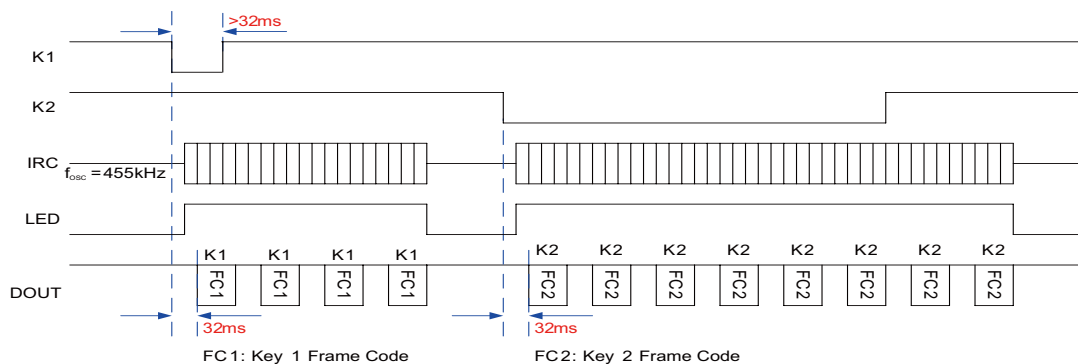 >32ms
K1
K2
IRC
fosc = 455kHz
LED
K1 K1 K1 K1 K2 K2 K2 K2 K2 K2 K2 K2
DOUT
FC1 FC1 FC1 FC1 FC2 FC2 FC2 FC2 FC2 FC2 FC2 FC2
32ms 32ms
FC1: Key 1 Frame Code FC2: Key 2 Frame Code